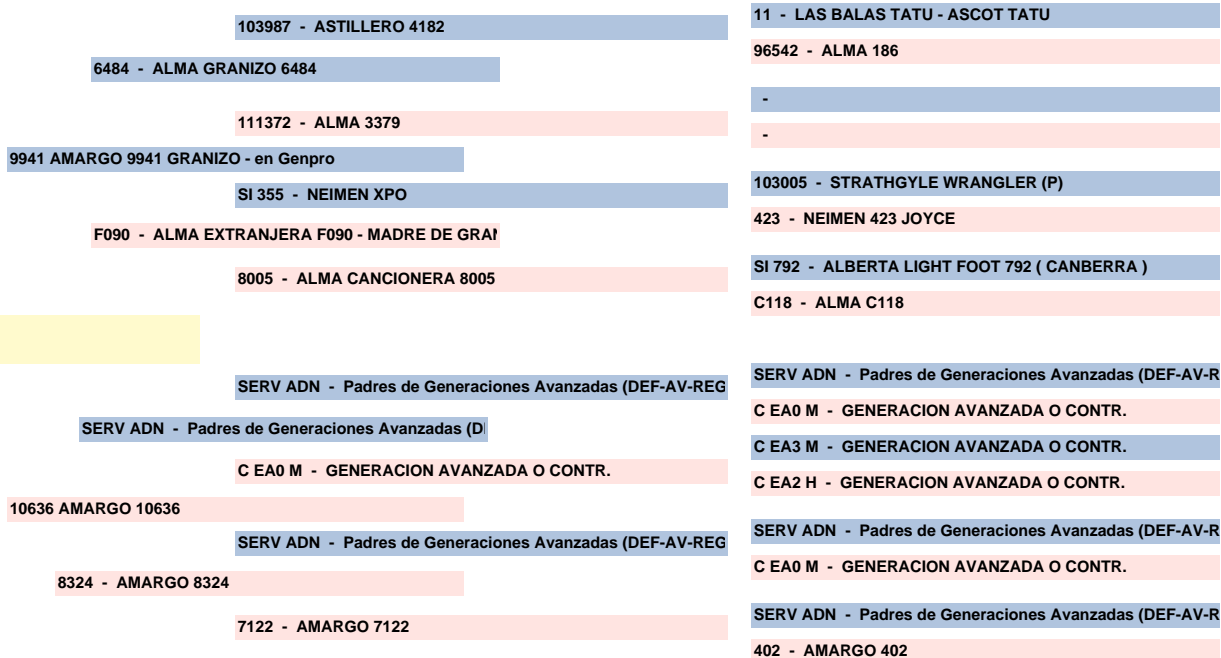 11 - LAS BALAS TATU - ASCOT TATU
103987 - ASTILLERO 4182
96542 - ALMA 186
6484 - ALMA GRANIZO 6484
-
111372 - ALMA 3379
-
9941 AMARGO 9941 GRANIZO - en Genpro
103005 - STRATHGYLE WRANGLER (P)
SI 355 - NEIMEN XPO
423 - NEIMEN 423 JOYCE
F090 - ALMA EXTRANJERA F090 - MADRE DE GRA
SI 792 - ALBERTA LIGHT FOOT 792 ( CANBERRA )
8005 - ALMA CANCIONERA 8005
C118 - ALMA C118
SERV ADN - Padres de Generaciones Avanzadas (DEF-AV-R
SERV ADN - Padres de Generaciones Avanzadas (DEF-AV-REG
C EA0 M - GENERACION AVANZADA O CONTR.
SERV ADN - Padres de Generaciones Avanzadas (D
C EA3 M - GENERACION AVANZADA O CONTR.
C EA0 M - GENERACION AVANZADA O CONTR.
C EA2 H - GENERACION AVANZADA O CONTR.
10636 AMARGO 10636
SERV ADN - Padres de Generaciones Avanzadas (DEF-AV-R
SERV ADN - Padres de Generaciones Avanzadas (DEF-AV-REG
C EA0 M - GENERACION AVANZADA O CONTR.
8324 - AMARGO 8324
SERV ADN - Padres de Generaciones Avanzadas (DEF-AV-R
7122 - AMARGO 7122
402 - AMARGO 402